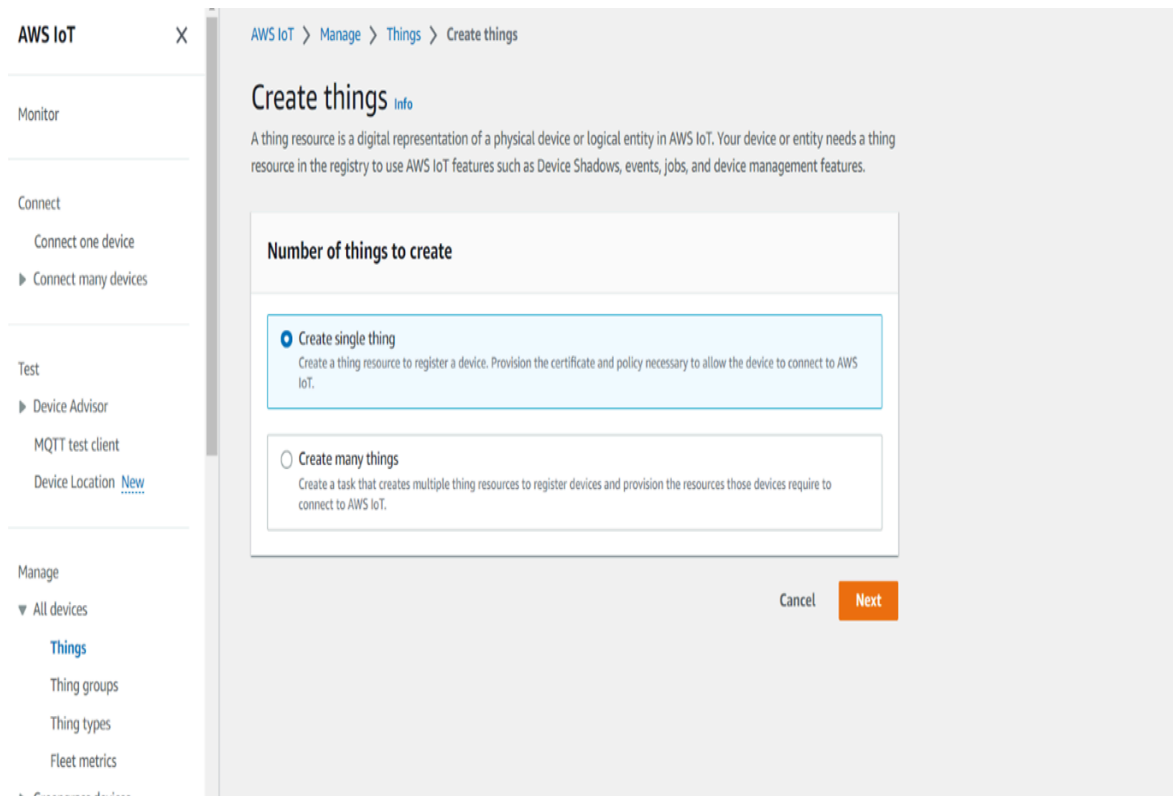 AWS IoT X
Monitor
Connect
Connect one device
Connect many devices
Test
Device Advisor
MQTT test client
Device Location New
Manage
All devices
Things
Thing groups
Thing types
Fleet metrics
AWS IoT > Manage > Things > Create things
Create things Info
A thing resource is a digital representation of a physical device or logical entity in AWS IoT. Your device or entity needs a thing
resource in the registry to use AWS IoT features such as Device Shadows, events, jobs, and device management features.
Number of things to create
Create single thing
Create a thing resource to register a device. Provision the certificate and policy necessary to allow the device to connect to AWS
IoT.
Create many things
Create a task that creates multiple thing resources to register devices and provision the resources those devices require to
connect to AWS IoT.
Cancel Next